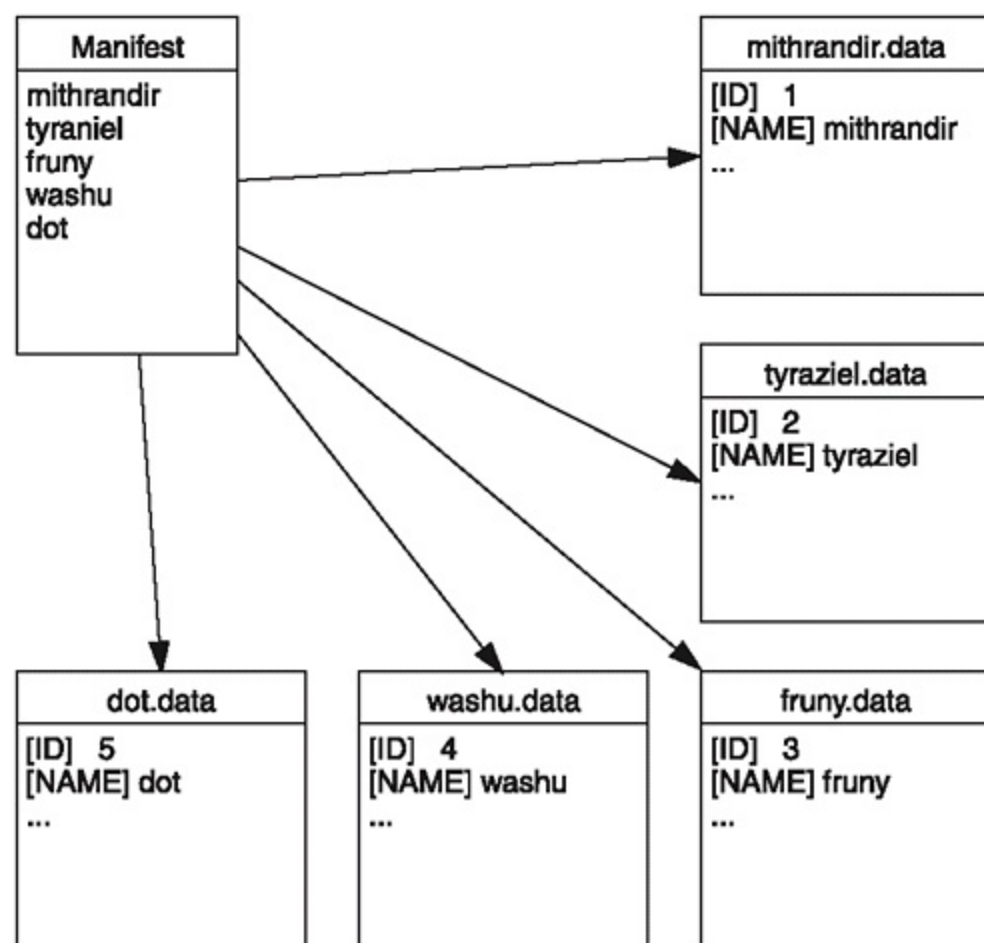 Manifest
mithrandir
tyraniel
fruny
washu
dot
mithrandir.data
[ID] 1
[NAME] mithrandir
...
tyraziel.data
[ID] 2
[NAME] tyraziel
...
dot.data
[ID] 5
[NAME] dot
...
washu.data
[ID] 4
[NAME] washu
...
fruny.data
[ID] 3
[NAME] fruny
...